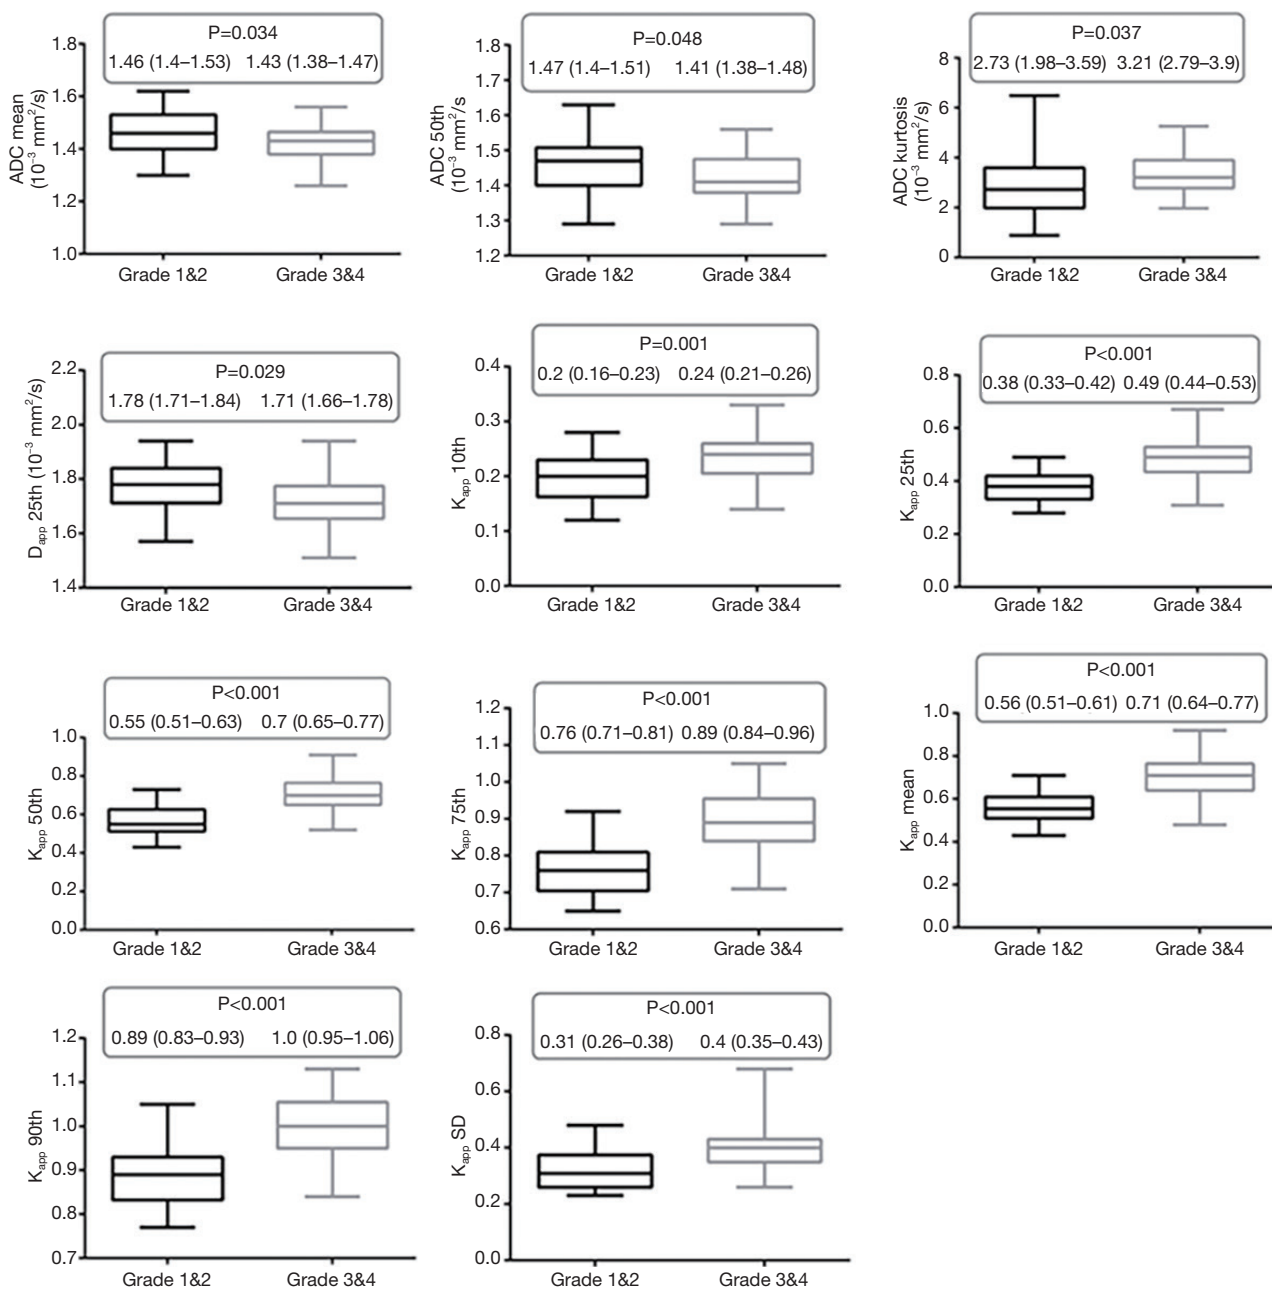 P=0.034
1.46 (1.4–1.53) 1.43 (1.38–1.47)
ADC mean
(10⁻³ mm²/s)
1.8
1.6
1.4
1.2
1.0
Grade 1&2 Grade 3&4
P=0.048
1.47 (1.4–1.51) 1.41 (1.38–1.48)
ADC 50th
(10⁻³ mm²/s
1.8
1.7
1.6
1.5
1.4
1.3
1.2
Grade 1&2 Grade 3&4
P=0.037
2.73 (1.98–3.59) 3.21 (2.79–3.9)
ADC kurtosis
(10⁻³ mm²/s)
8
6
4
2
0
Grade 1&2 Grade 3&4
P=0.029
1.78 (1.71–1.84) 1.71 (1.66–1.78)
Dapp 25th (10⁻³ mm²/s)
2.2
2.0
1.8
1.6
1.4
Grade 1&2 Grade 3&4
P=0.001
0.2 (0.16–0.23) 0.24 (0.21–0.26)
Kapp 10th
0.4
0.3
0.2
0.1
0.0
Grade 1&2 Grade 3&4
P<0.001
0.38 (0.33–0.42) 0.49 (0.44–0.53)
Kapp 25th
0.8
0.6
0.4
0.2
0.0
Grade 1&2 Grade 3&4
P<0.001
0.55 (0.51–0.63) 0.7 (0.65–0.77)
Kapp 50th
1.0
0.8
0.6
0.4
0.2
0.0
Grade 1&2 Grade 3&4
P<0.001
0.76 (0.71–0.81) 0.89 (0.84–0.96)
Kapp 75th
1.2
1.1
1.0
0.9
0.8
0.7
0.6
Grade 1&2 Grade 3&4
P<0.001
0.56 (0.51–0.61) 0.71 (0.64–0.77)
Kapp mean
1.0
0.8
0.6
0.4
0.2
0.0
Grade 1&2 Grade 3&4
P<0.001
0.89 (0.83–0.93) 1.0 (0.95–1.06)
Kapp 90th
1.2
1.1
1.0
0.9
0.8
0.7
Grade 1&2 Grade 3&4
P<0.001
0.31 (0.26–0.38) 0.4 (0.35–0.43)
Kapp SD
0.8
0.6
0.4
0.2
0.0
Grade 1&2 Grade 3&4